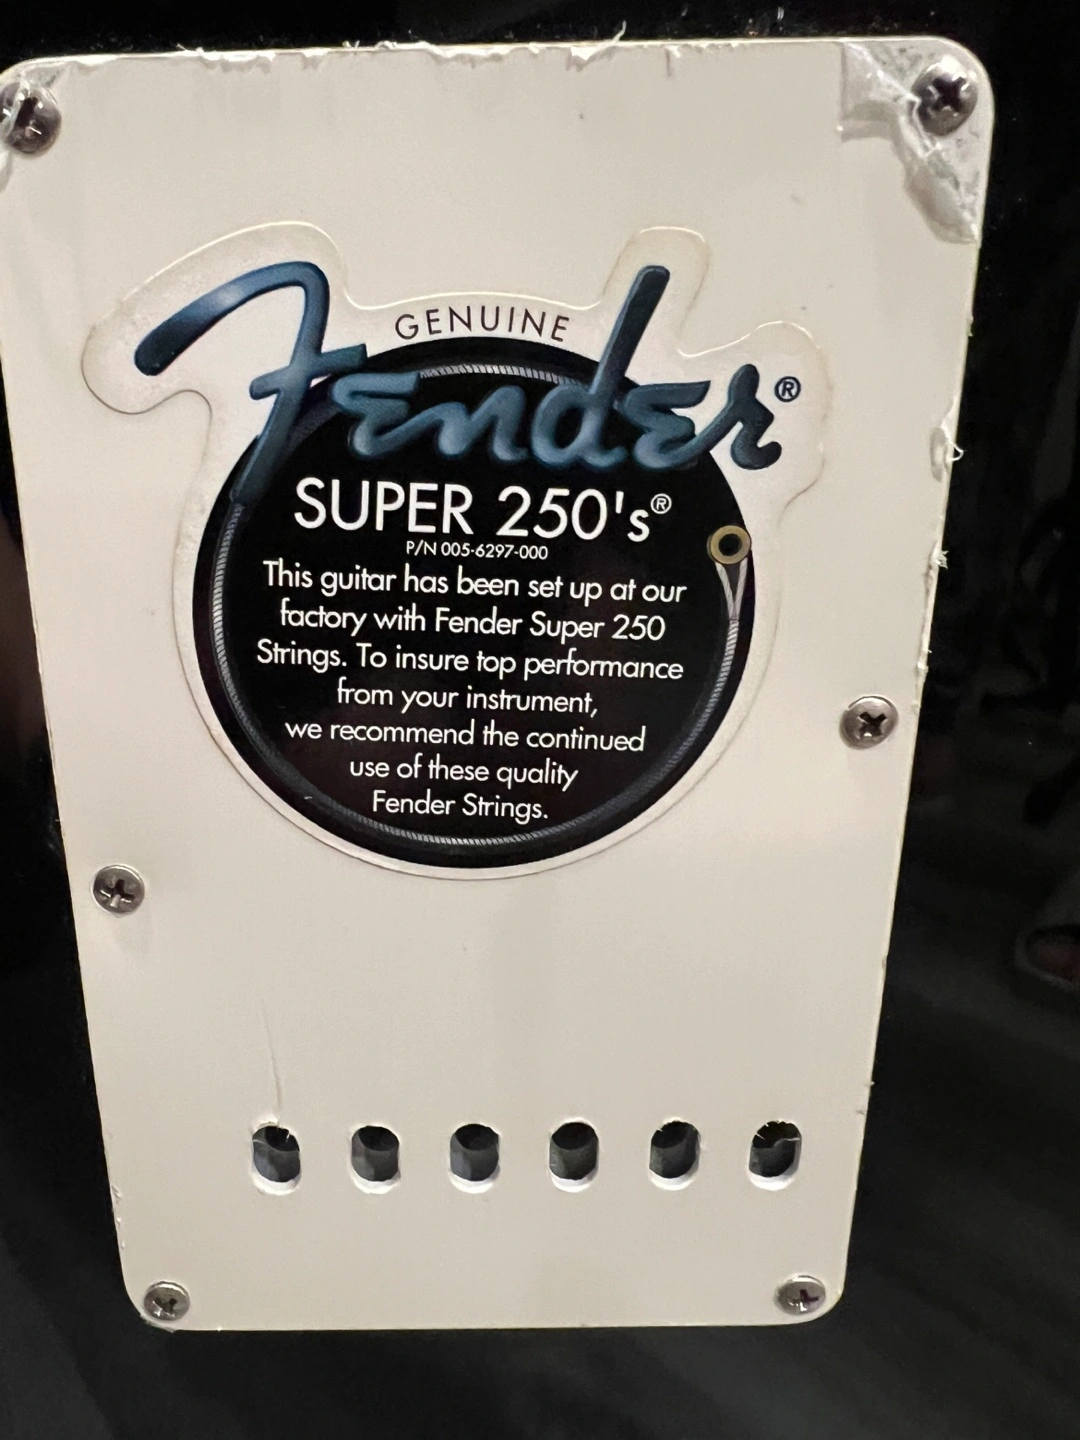 GENUINE
Fender®
SUPER 250's®
P/N 005-6297-000
This guitar has been set up at our
factory with Fender Super 250
Strings. To insure top performance
from your instrument,
we recommend the continued
use of these quality
Fender Strings.